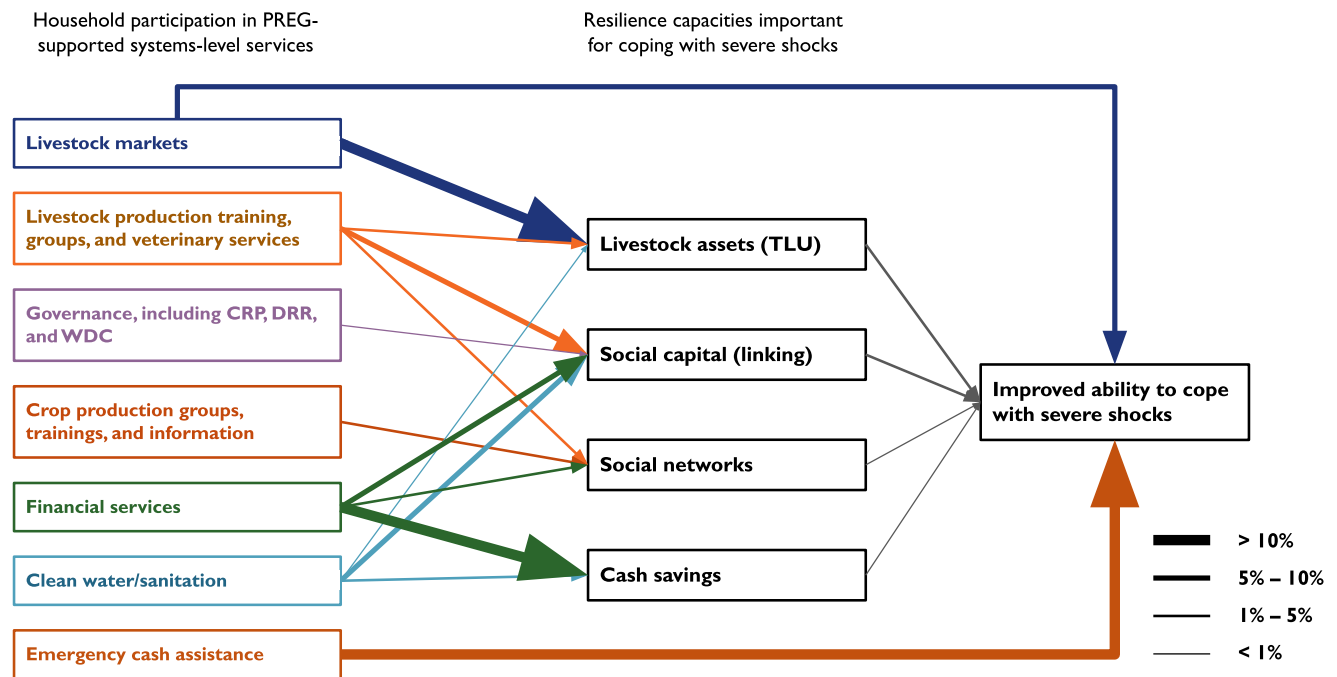 Household participation in PREG-
supported systems-level services
Resilience capacities important
for coping with severe shocks
Livestock markets
Livestock production training,
groups, and veterinary services
Governance, including CRP, DRR,
and WDC
Crop production groups,
trainings, and information
Financial services
Clean water/sanitation
Emergency cash assistance
Livestock assets (TLU)
Social capital (linking)
Social networks
Cash savings
Improved ability to cope
with severe shocks
> 10%
5% – 10%
1% – 5%
< 1%